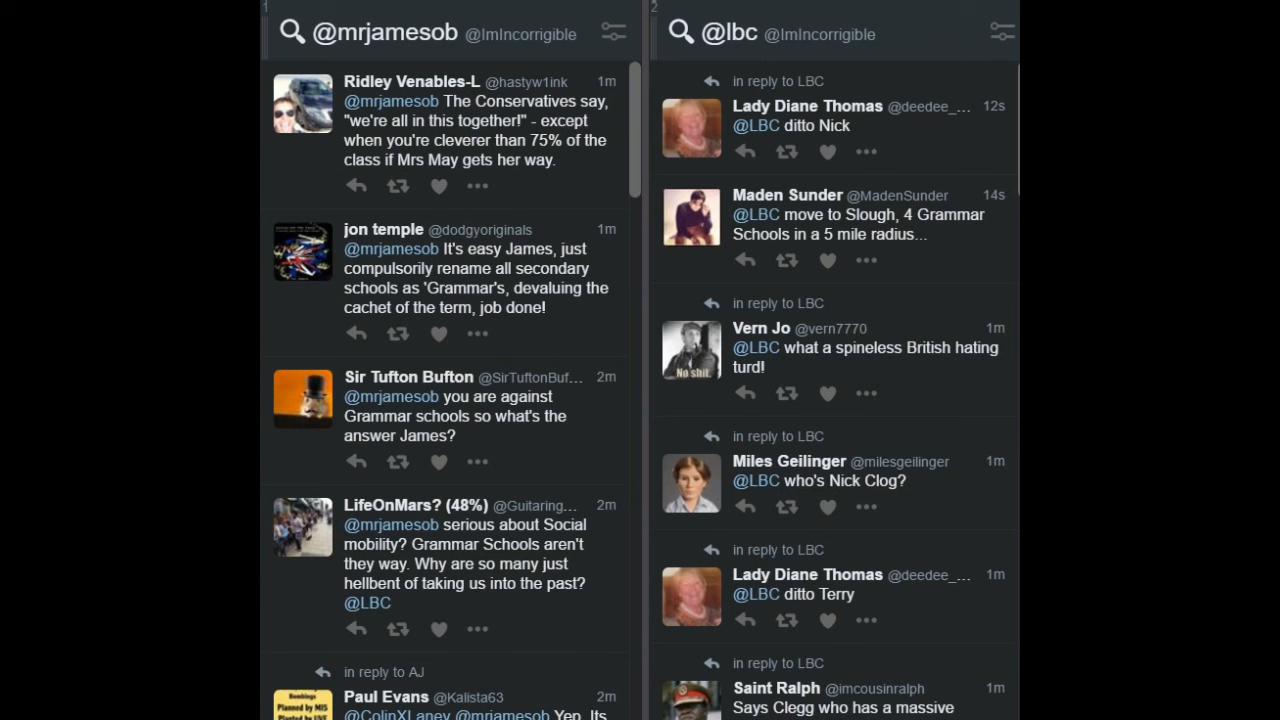 1
@mrjamesob @ImIncorrigible
Ridley Venables-L @hastyw1ink 1m
@mrjamesob The Conservatives say,
"we're all in this together!" - except
when you're cleverer than 75% of the
class if Mrs May gets her way.
jon temple @dodgyoriginals 1m
@mrjamesob It's easy James, just
compulsorily rename all secondary
schools as 'Grammar's, devaluing the
cachet of the term, job done!
Sir Tufton Bufton @SirTuftonBuf... 2m
@mrjamesob you are against
Grammar schools so what's the
answer James?
LifeOnMars? (48%) @Guitaring... 2m
@mrjamesob serious about Social
mobility? Grammar Schools aren't
they way. Why are so many just
hellbent of taking us into the past?
@LBC
in reply to AJ
Bombings
Planned by MI5
Paul Evans @Kalista63 2m
@ColinXLaney @mrjamesob Yep. Its
2
@lbc @ImIncorrigible
in reply to LBC
Lady Diane Thomas @deedee_... 12s
@LBC ditto Nick
Maden Sunder @MadenSunder 14s
@LBC move to Slough, 4 Grammar
Schools in a 5 mile radius...
in reply to LBC
Vern Jo @vern7770 1m
@LBC what a spineless British hating
turd!
No shit.
in reply to LBC
Miles Geilinger @milesgeilinger 1m
@LBC who's Nick Clog?
in reply to LBC
Lady Diane Thomas @deedee_... 1m
@LBC ditto Terry
in reply to LBC
Saint Ralph @imcousinralph 1m
Says Clegg who has a massive